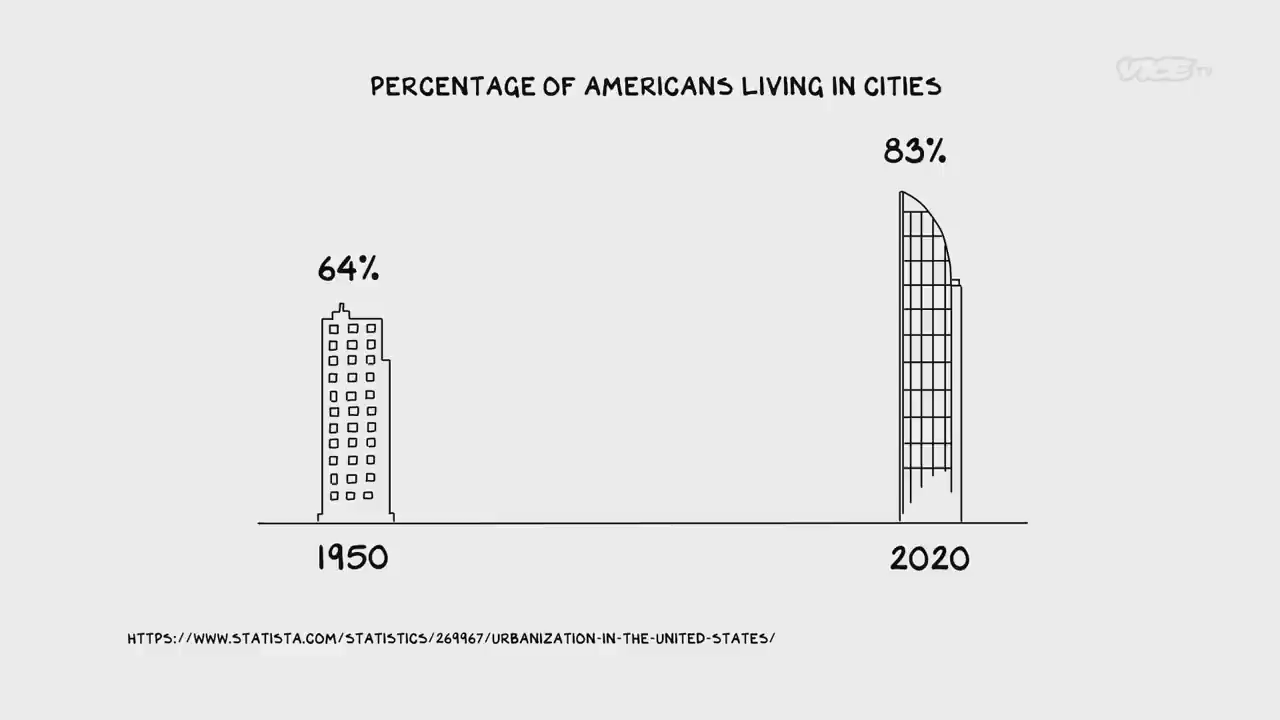 VICE TV
PERCENTAGE OF AMERICANS LIVING IN CITIES
83%
64%
1950
2020
HTTPS://WWW.STATISTA.COM/STATISTICS/269967/URBANIZATION-IN-THE-UNITED-STATES/